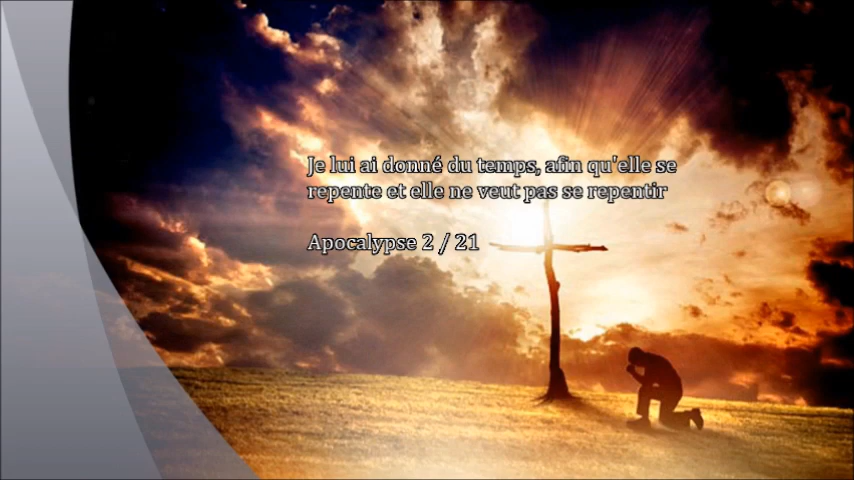 Je lui ai donné du temps, afin qu'elle se
repente et elle ne veut pas se repentir
Apocalypse 2 / 21